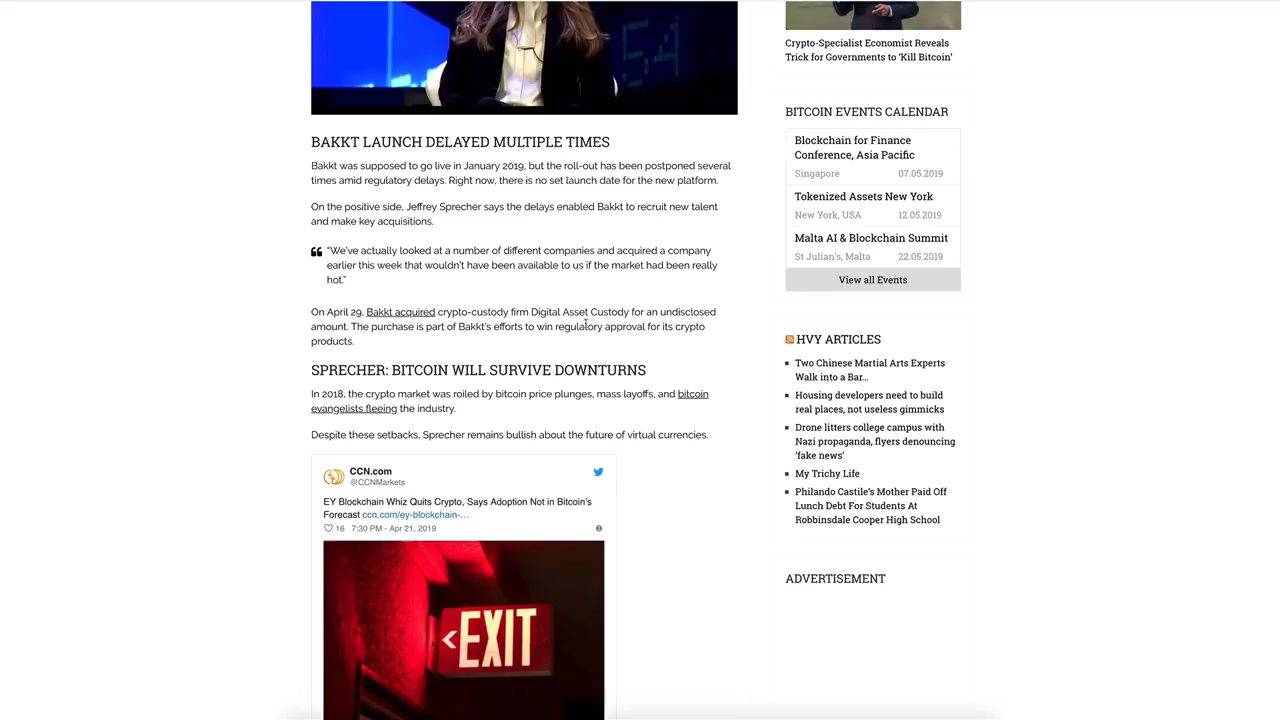 BAKKT LAUNCH DELAYED MULTIPLE TIMES
Bakkt was supposed to go live in January 2019, but the roll-out has been postponed several
times amid regulatory delays. Right now, there is no set launch date for the new platform.
On the positive side, Jeffrey Sprecher says the delays enabled Bakkt to recruit new talent
and make key acquisitions.
“We’ve actually looked at a number of different companies and acquired a company
earlier this week that wouldn’t have been available to us if the market had been really
hot.”
On April 29, Bakkt acquired crypto-custody firm Digital Asset Custody for an undisclosed
amount. The purchase is part of Bakkt’s efforts to win regulatory approval for its crypto
products.
SPRECHER: BITCOIN WILL SURVIVE DOWNTURNS
In 2018, the crypto market was roiled by bitcoin price plunges, mass layoffs, and bitcoin
evangelists fleeing the industry.
Despite these setbacks, Sprecher remains bullish about the future of virtual currencies.
CCN.com
@CCNMarkets
EY Blockchain Whiz Quits Crypto, Says Adoption Not in Bitcoin’s
Forecast ccn.com/ey-blockchain-…
16 7:30 PM - Apr 21, 2019
EXIT
Crypto-Specialist Economist Reveals
Trick for Governments to ‘Kill Bitcoin’
BITCOIN EVENTS CALENDAR
Blockchain for Finance
Conference, Asia Pacific
Singapore 07.05.2019
Tokenized Assets New York
New York, USA 12.05.2019
Malta AI & Blockchain Summit
St Julian's, Malta 22.05.2019
View all Events
HVY ARTICLES
Two Chinese Martial Arts Experts
Walk into a Bar…
Housing developers need to build
real places, not useless gimmicks
Drone litters college campus with
Nazi propaganda, flyers denouncing
‘fake news’
My Trichy Life
Philando Castile’s Mother Paid Off
Lunch Debt For Students At
Robbinsdale Cooper High School
ADVERTISEMENT